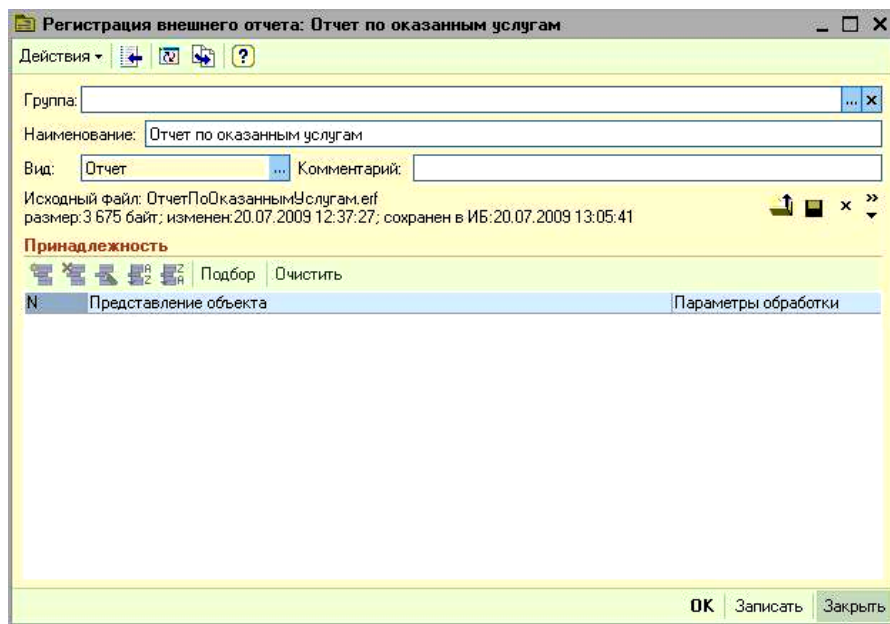 Регистрация внешнего отчета: Отчет по оказанным услугам
Действия
Группа:
Наименование: Отчет по оказанным услугам
Вид: Отчет ... Комментарий:
Исходный файл: ОтчетПоОказаннымУслугам.erf
размер:3 675 байт; изменен:20.07.2009 12:37:27; сохранен в ИБ:20.07.2009 13:05:41
Принадлежность
Подбор Очистить
N Представление объекта Параметры обработки
OK Записать Закрыть